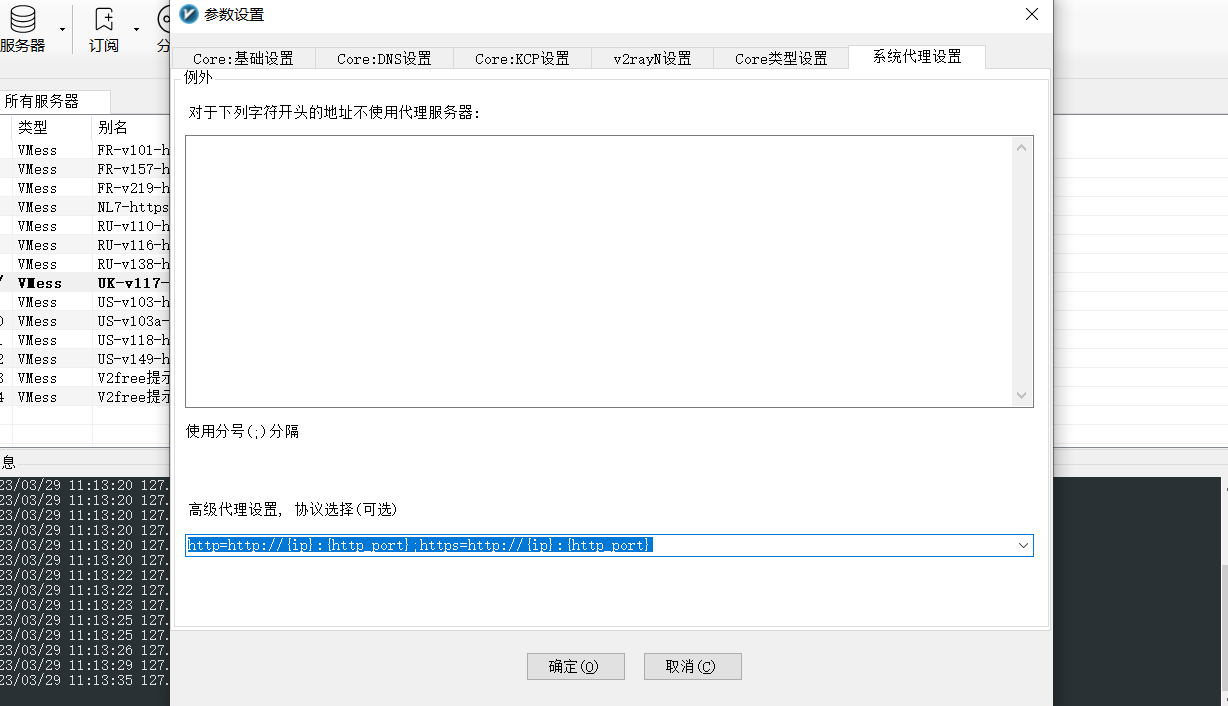 参数设置
服务器
订阅
分
Core:基础设置 Core:DNS设置 Core:KCP设置 v2rayN设置 Core类型设置 系统代理设置
例外
对于下列字符开头的地址不使用代理服务器:
所有服务器
类型 别名
VMess FR-v101-h
VMess FR-v157-h
VMess FR-v219-h
VMess NL7-https
VMess RU-v110-h
VMess RU-v116-h
VMess RU-v138-h
VMess UK-v117-
VMess US-v103-h
VMess US-v103a-
VMess US-v118-h
2 VMess US-v149-h
3 VMess V2free提示
4 VMess V2free提示
使用分号(;)分隔
息
高级代理设置, 协议选择(可选)
http=http://{ip}:{http_port};https=http://{ip}:{http_port}
23/03/29 11:13:20 127.
23/03/29 11:13:20 127.
23/03/29 11:13:20 127.
23/03/29 11:13:20 127.
23/03/29 11:13:20 127.
23/03/29 11:13:20 127.
23/03/29 11:13:22 127.
23/03/29 11:13:22 127.
23/03/29 11:13:23 127.
23/03/29 11:13:25 127.
23/03/29 11:13:25 127.
23/03/29 11:13:26 127.
23/03/29 11:13:29 127.
23/03/29 11:13:35 127.
确定(O) 取消(C)